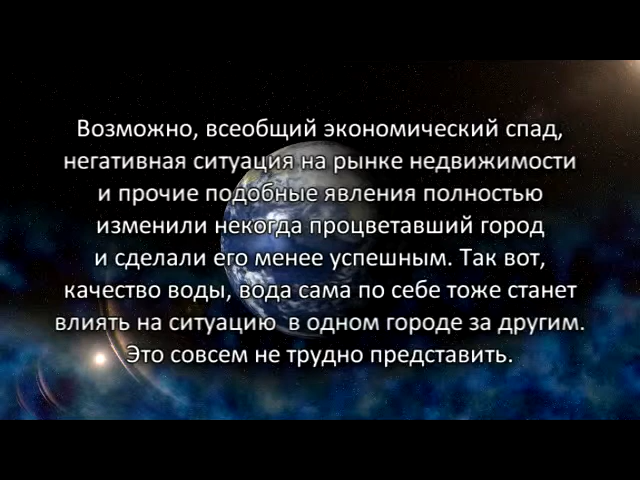 Возможно, всеобщий экономический спад,
негативная ситуация на рынке недвижимости
и прочие подобные явления полностью
изменили некогда процветавший город
и сделали его менее успешным. Так вот,
качество воды, вода сама по себе тоже станет
влиять на ситуацию  в одном городе за другим.
Это совсем не трудно представить.